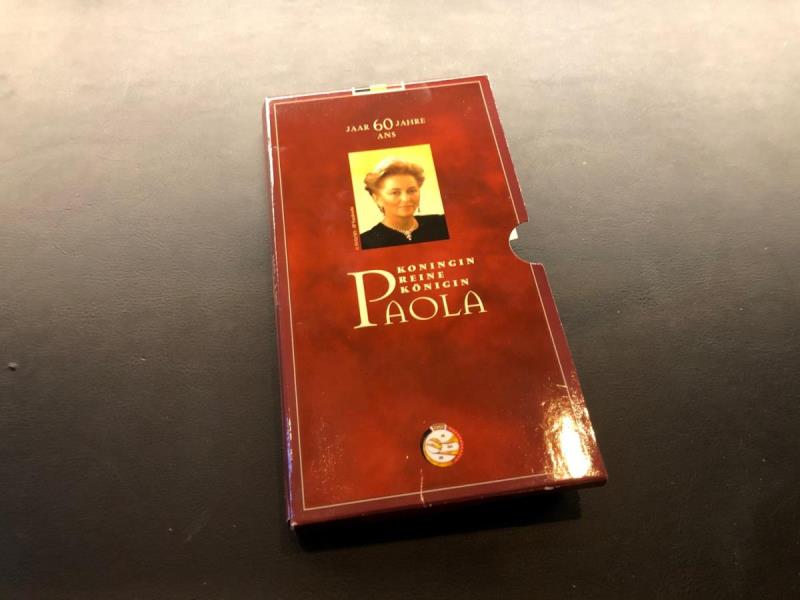 JAAR 60 JAHRE
ANS
KONINGIN
REINE
KÖNIGIN
PAOLA